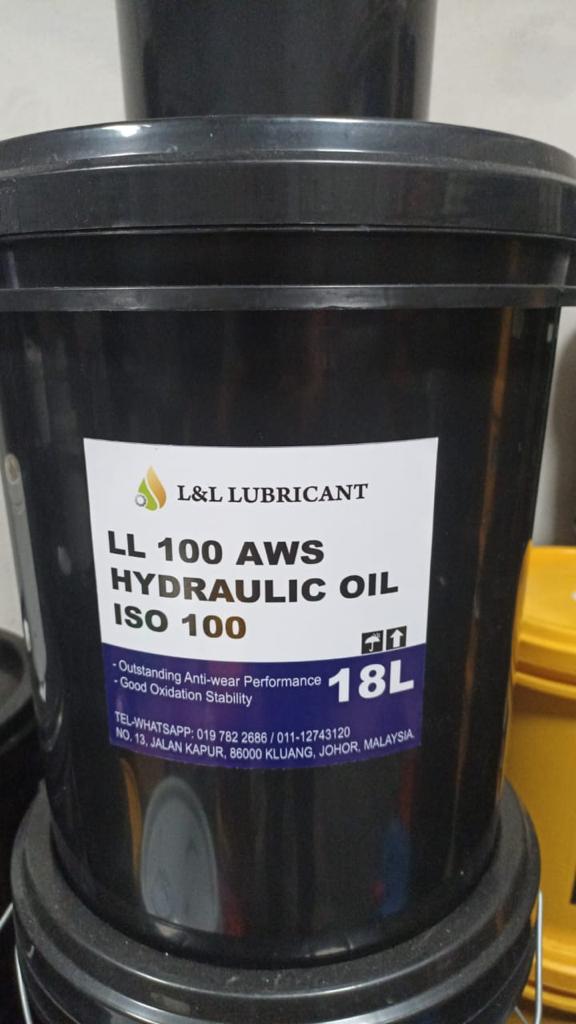 L&L LUBRICANT
LL 100 AWS
HYDRAULIC OIL
ISO 100
- Outstanding Anti-wear Performance
- Good Oxidation Stability
18L
TEL-WHATSAPP: 019 782 2686 / 011-12743120
NO. 13, JALAN KAPUR, 86000 KLUANG, JOHOR, MALAYSIA.